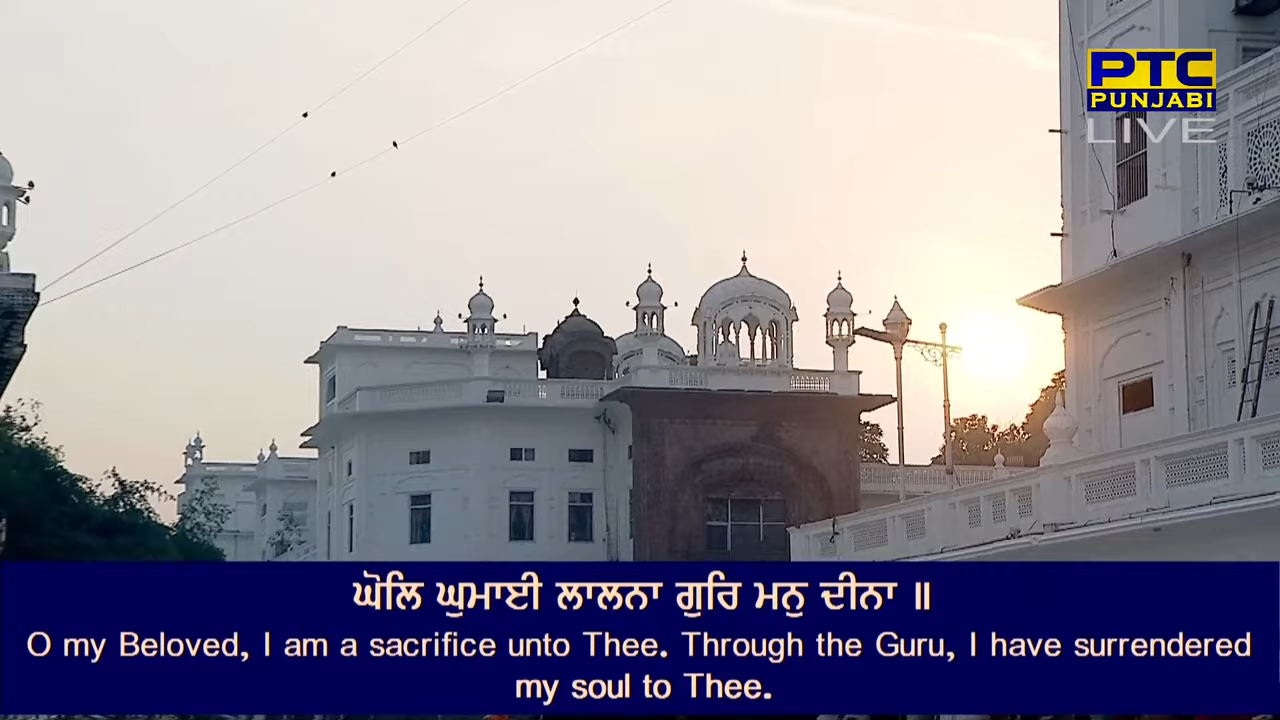 PTC
PUNJABI
LIVE
ਘੋਲਿ ਘੁਮਾਈ ਲਾਲਨਾ ਗੁਰਿ ਮਨੁ ਦੀਨਾ ॥
O my Beloved, I am a sacrifice unto Thee. Through the Guru, I have surrendered
my soul to Thee.